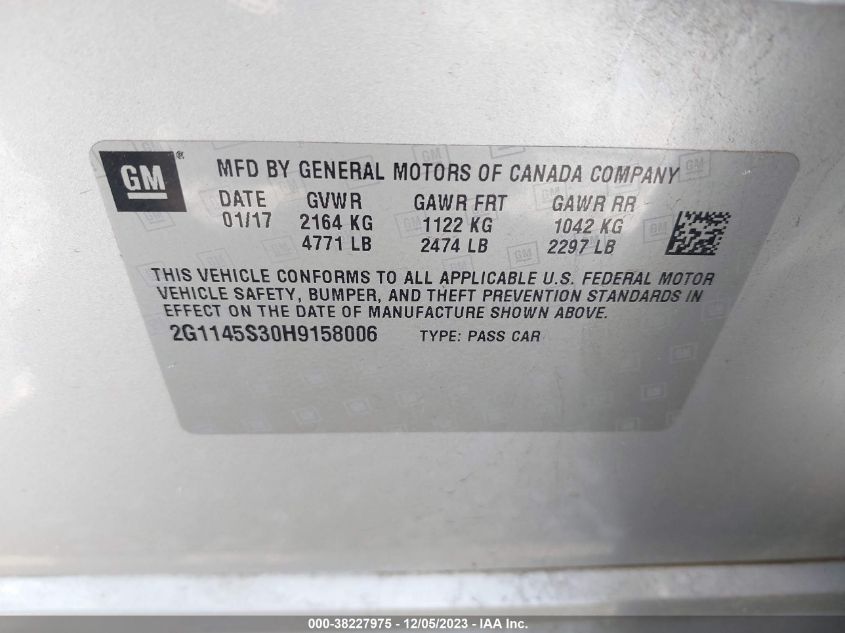 GM®
MFD BY GENERAL MOTORS OF CANADA COMPANY
DATE GVWR GAWR FRT GAWR RR
01/17 2164 KG 1122 KG 1042 KG
4771 LB 2474 LB 2297 LB
THIS VEHICLE CONFORMS TO ALL APPLICABLE U.S. FEDERAL MOTOR
VEHICLE SAFETY, BUMPER, AND THEFT PREVENTION STANDARDS IN
EFFECT ON THE DATE OF MANUFACTURE SHOWN ABOVE.
2G1145S30H9158006 TYPE: PASS CAR
000-38227975 - 12/05/2023 - IAA Inc.